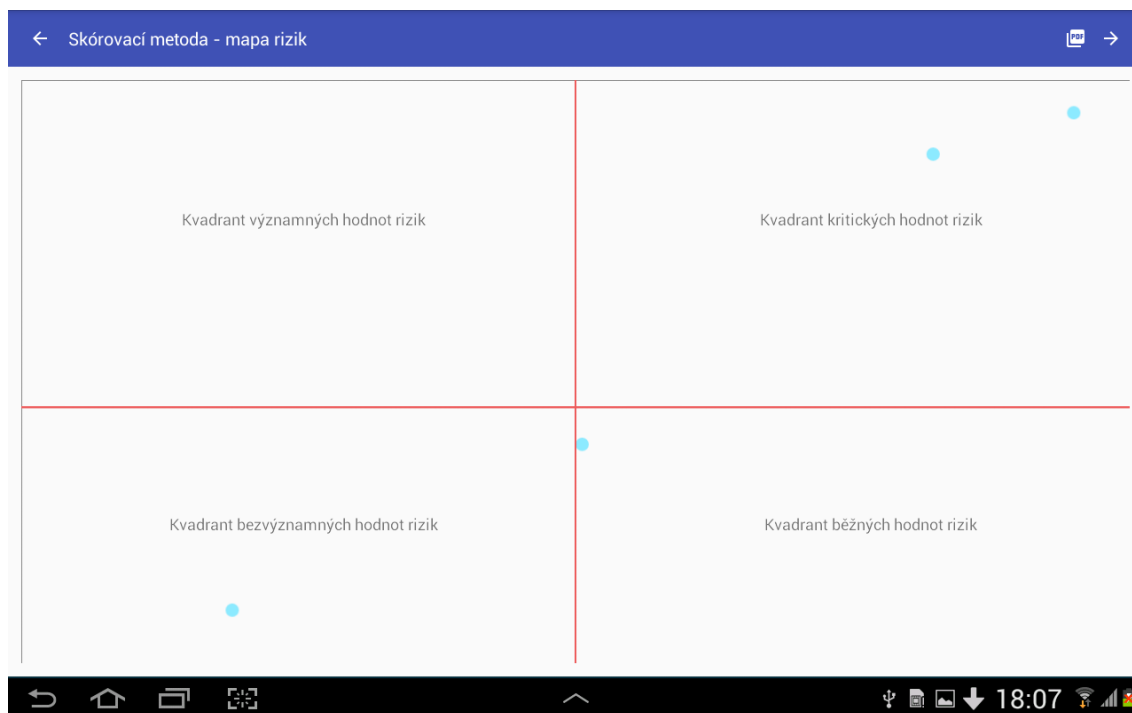 Skórovací metoda - mapa rizik
PDF
Kvadrant významných hodnot rizik
Kvadrant kritických hodnot rizik
Kvadrant bezvýznamných hodnot rizik
Kvadrant běžných hodnot rizik
18:07